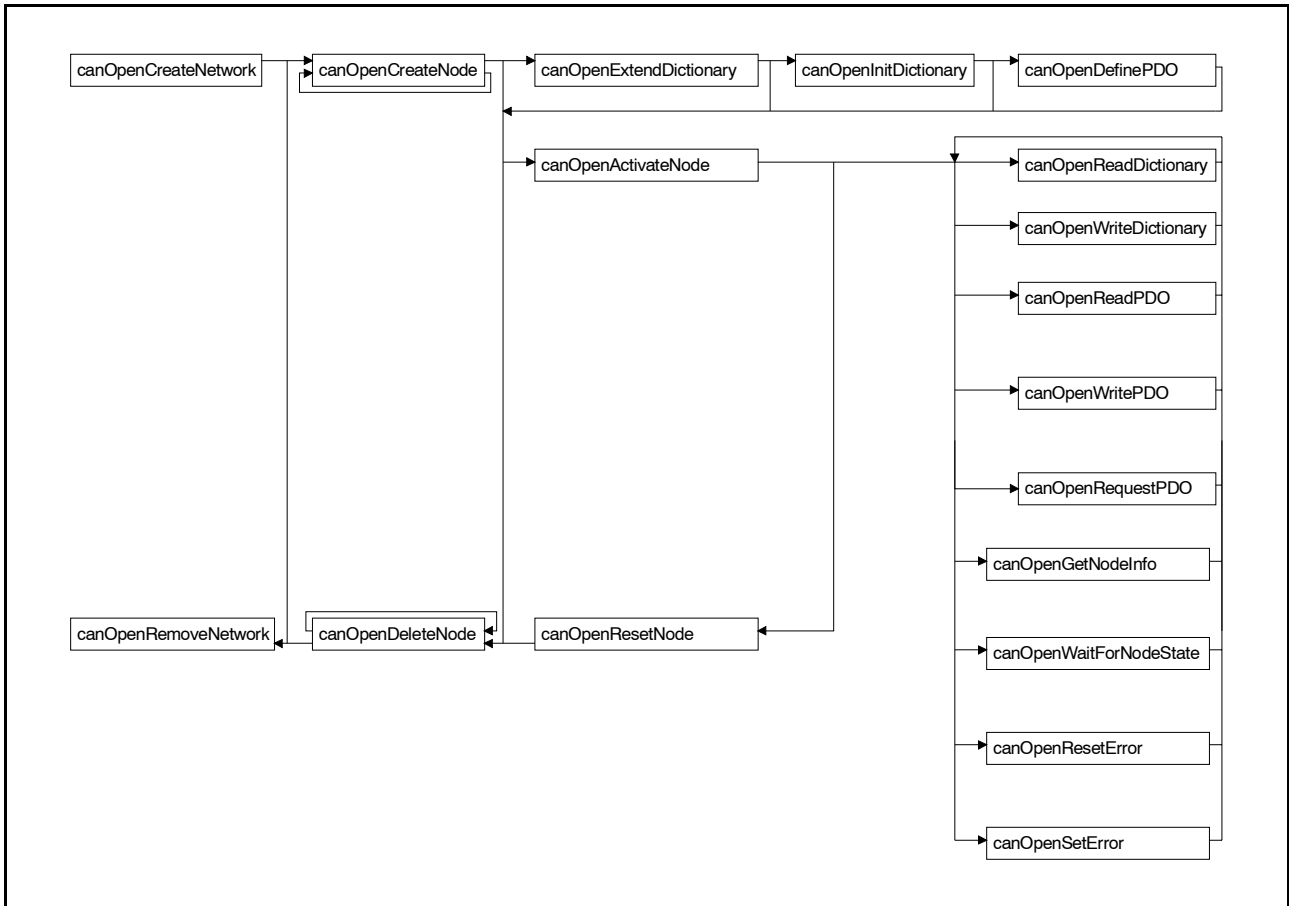 canOpenCreateNetwork
canOpenCreateNode
canOpenExtendDictionary
canOpenInitDictionary
canOpenDefinePDO
canOpenActivateNode
canOpenReadDictionary
canOpenWriteDictionary
canOpenReadPDO
canOpenWritePDO
canOpenRequestPDO
canOpenGetNodeInfo
canOpenRemoveNetwork
canOpenDeleteNode
canOpenResetNode
canOpenWaitForNodeState
canOpenResetError
canOpenSetError